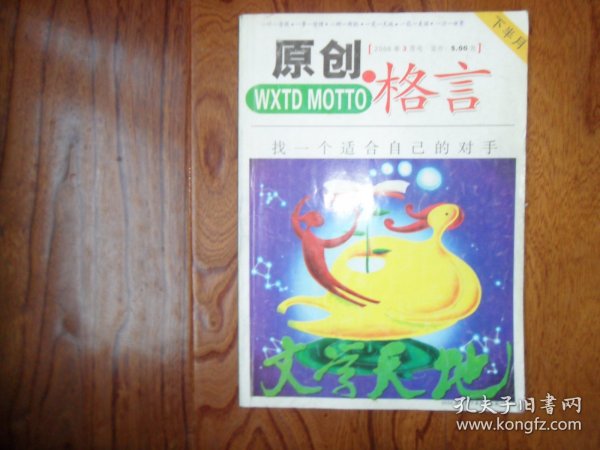 下半月
原创
WXTD MOTTO
格言
找一个适合自己的对手
文学天地
孔夫子旧书网
www.kongfz.com